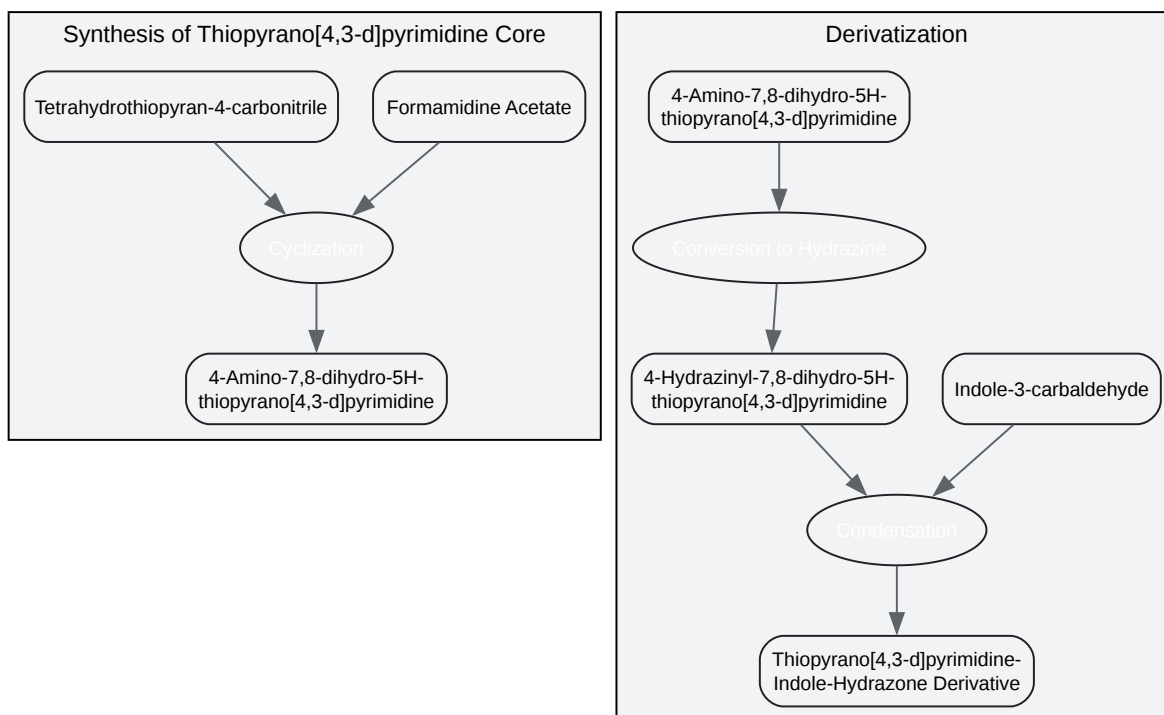 Synthesis of Thiopyrano[4,3-d]pyrimidine Core
Tetrahydrothiopyran-4-carbonitrile
Formamidine Acetate
Cyclization
4-Amino-7,8-dihydro-5H-
thiopyrano[4,3-d]pyrimidine
Derivatization
4-Amino-7,8-dihydro-5H-
thiopyrano[4,3-d]pyrimidine
Conversion to Hydrazine
4-Hydrazinyl-7,8-dihydro-5H-
thiopyrano[4,3-d]pyrimidine
Indole-3-carbaldehyde
Condensation
Thiopyrano[4,3-d]pyrimidine-
Indole-Hydrazone Derivative